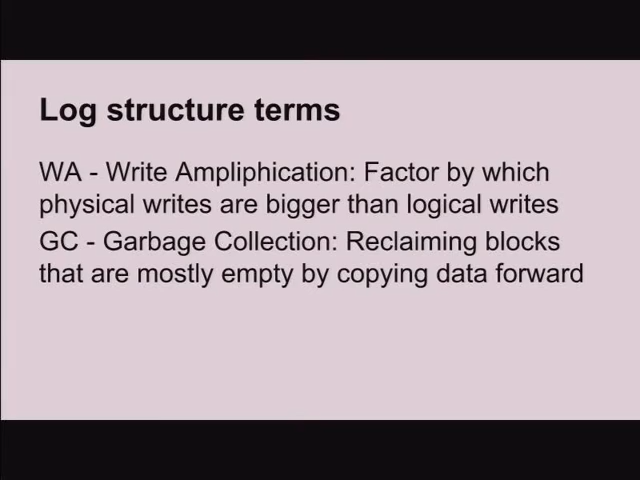 Log structure terms
WA - Write Ampliphication: Factor by which
physical writes are bigger than logical writes
GC - Garbage Collection: Reclaiming blocks
that are mostly empty by copying data forward